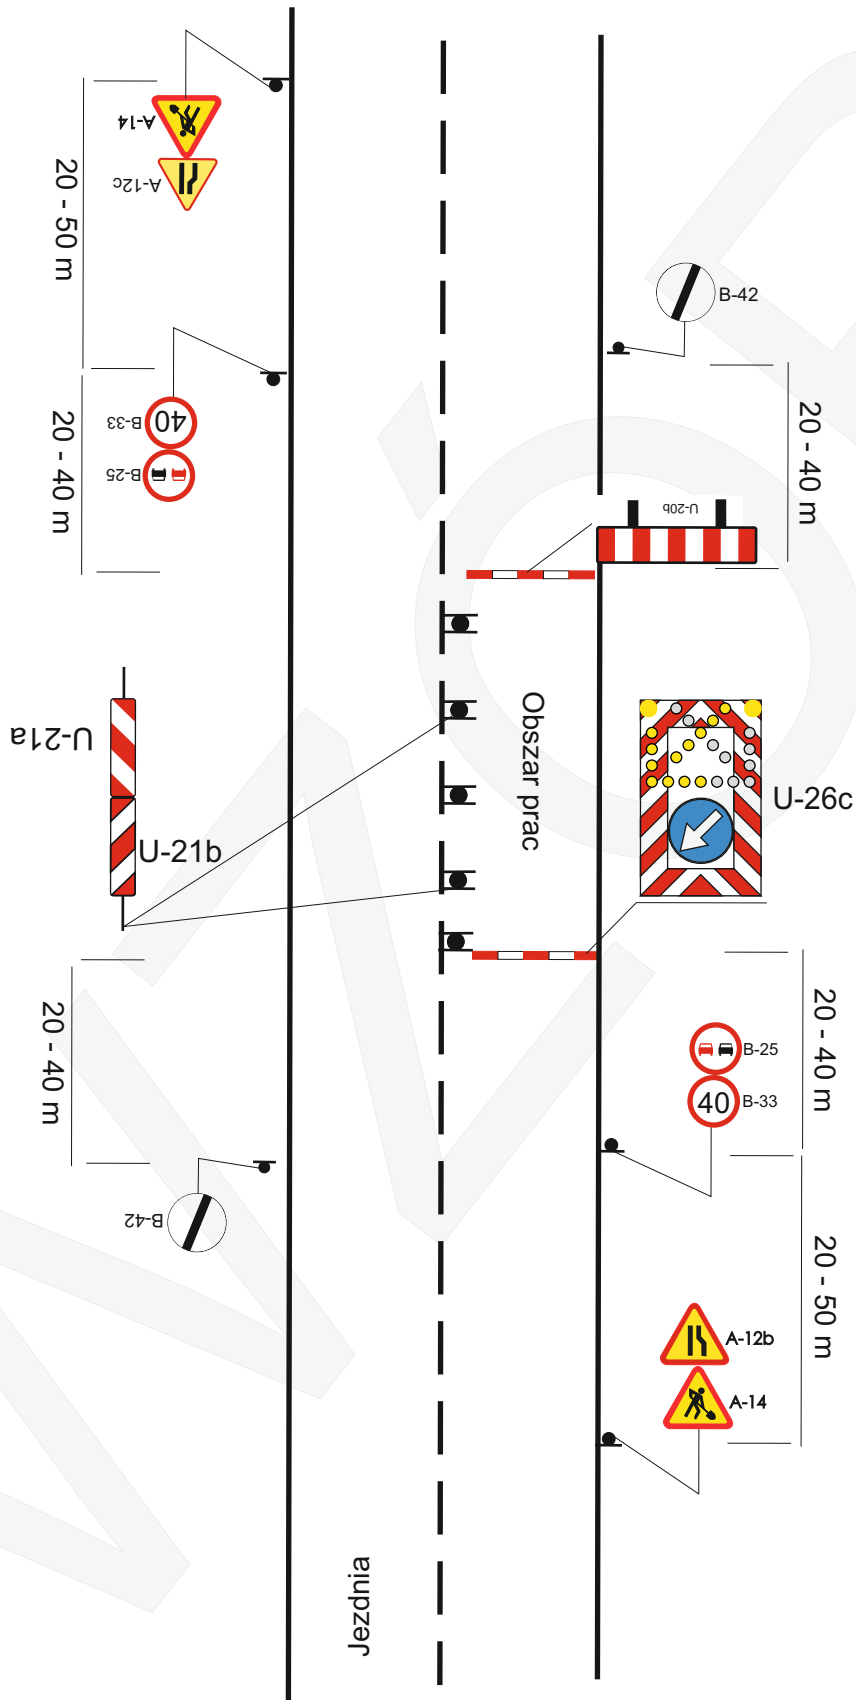 A-14
A-12c
20 - 50 m
B-42
40
B-33
B-25
20 - 40 m
20 - 40 m
U-20b
U-21a
U-21b
Obszar prac
U-26c
20 - 40 m
20 - 40 m
B-25
40
B-33
B-42
20 - 50 m
A-12b
A-14
Jezdnia
WZÓR